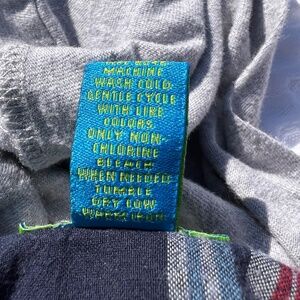 MACHINE
WASH COLD
GENTLE CYCLE
WITH LIKE
COLORS
ONLY NON-
CHLORINE
BLEACH
WHEN NEEDED
TUMBLE
DRY LOW
WARM IRON